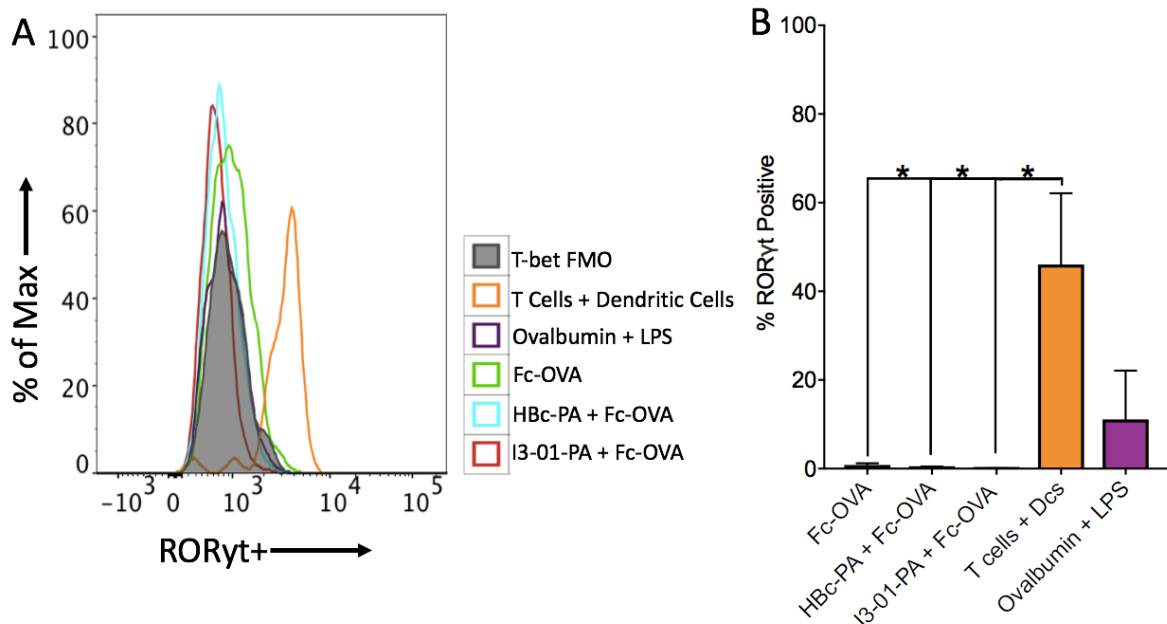 A
100
80
60
40
20
0
-10 3 0 10 3 10 4 10 5
% of Max
RORyt+
T-bet FMO
T Cells + Dendritic Cells
Ovalbumin + LPS
Fc-OVA
HBc-PA + Fc-OVA
I3-01-PA + Fc-OVA
B
100
80
60
40
20
0
% RORyt Positive
* * *
Fc-OVA
HBc-PA + Fc-OVA
I3-01-PA + Fc-OVA
T cells + Dcs
Ovalbumin + LPS